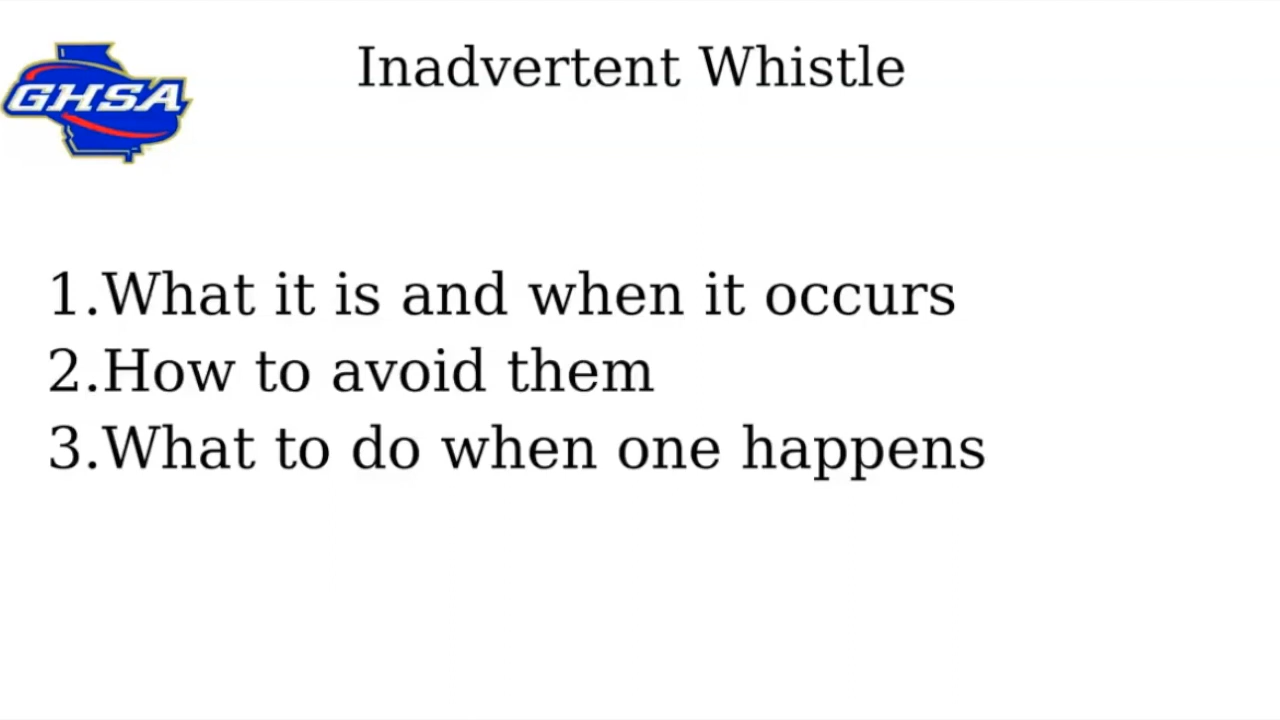 GHSA
Inadvertent Whistle
1.What it is and when it occurs
2.How to avoid them
3.What to do when one happens